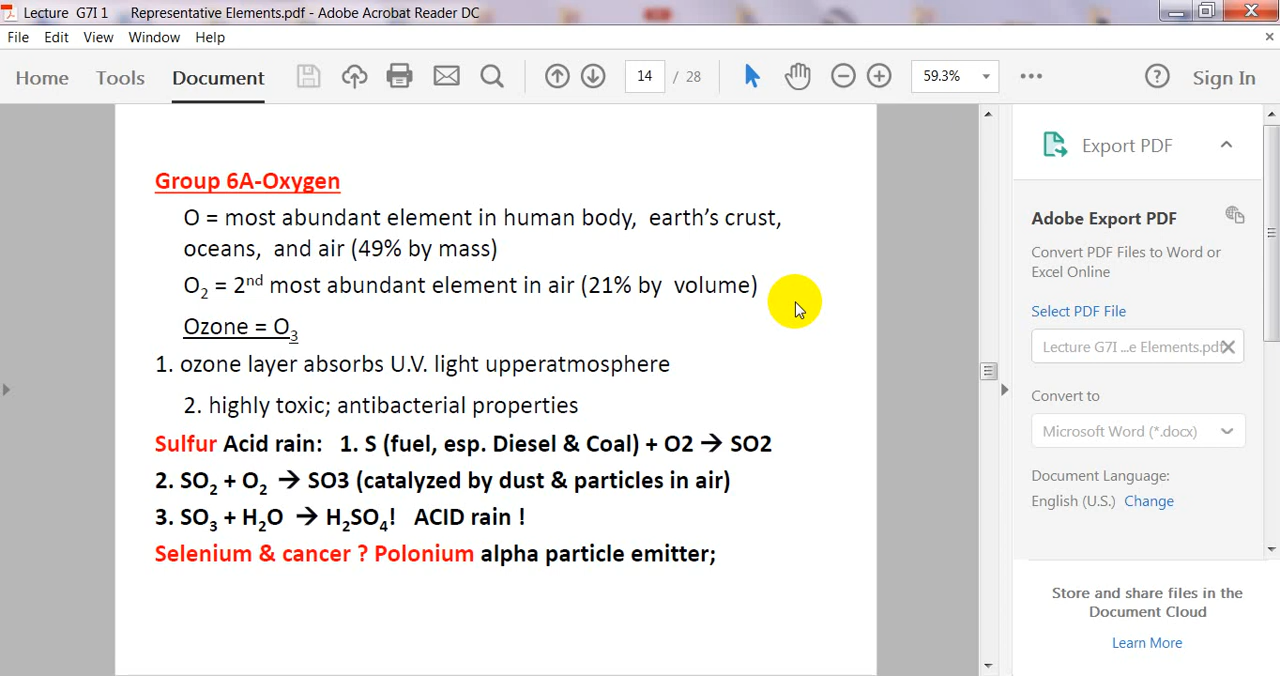 Lecture G7I 1 Representative Elements.pdf - Adobe Acrobat Reader DC
File Edit View Window Help
Home Tools Document 14 / 28 59.3% Sign In
Group 6A-Oxygen
O = most abundant element in human body, earth's crust,
oceans, and air (49% by mass)
O₂ = 2ⁿᵈ most abundant element in air (21% by volume)
Ozone = O₃
1. ozone layer absorbs U.V. light upperatmosphere
2. highly toxic; antibacterial properties
Sulfur Acid rain: 1. S (fuel, esp. Diesel & Coal) + O2 → SO2
2. SO₂ + O₂ → SO3 (catalyzed by dust & particles in air)
3. SO₃ + H₂O → H₂SO₄! ACID rain !
Selenium & cancer ? Polonium alpha particle emitter;
Export PDF
Adobe Export PDF
Convert PDF Files to Word or
Excel Online
Select PDF File
Lecture G7I ...e Elements.pdf
Convert to
Microsoft Word (*.docx)
Document Language:
English (U.S.) Change
Store and share files in the
Document Cloud
Learn More